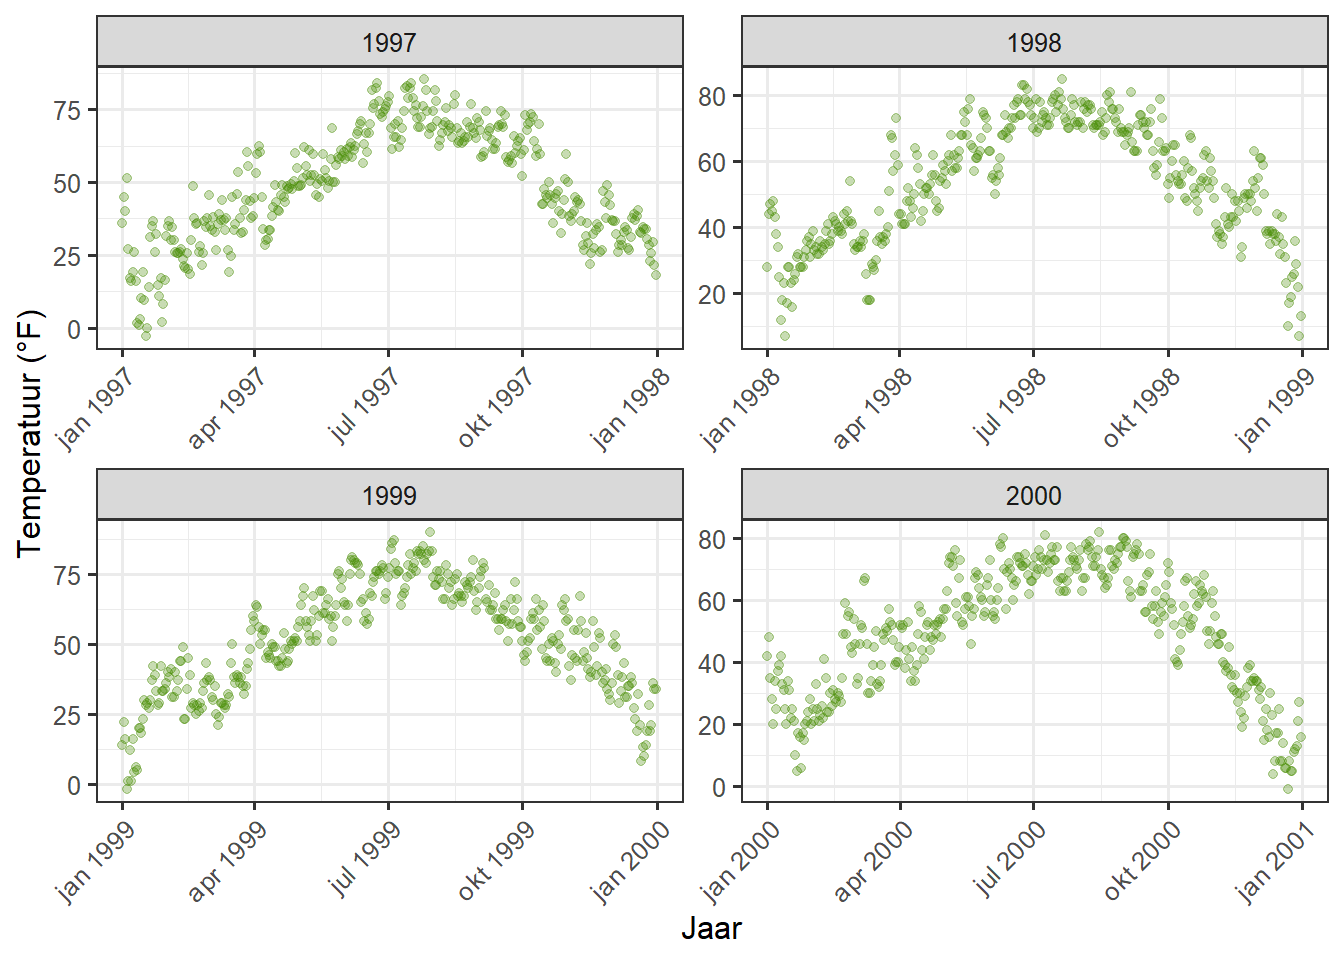 1997
1998
75
50
25
0
80
60
40
20
jan 1997
apr 1997
jul 1997
okt 1997
jan 1998
jan 1998
apr 1998
jul 1998
okt 1998
jan 1999
Temperatuur (°F)
1999
2000
75
50
25
0
80
60
40
20
0
jan 1999
apr 1999
jul 1999
okt 1999
jan 2000
jan 2000
apr 2000
jul 2000
okt 2000
jan 2001
Jaar